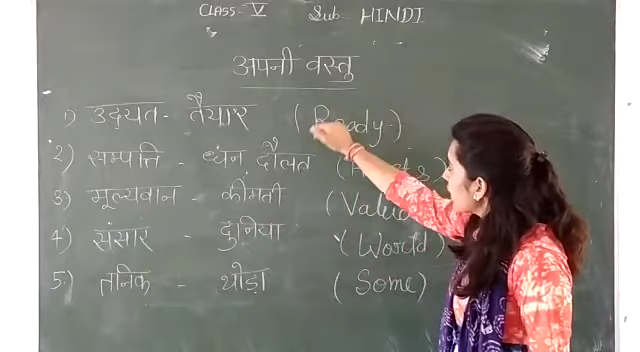 CLASS- V Sub- HINDI
अपनी वस्तु
1) उद्यत - तैयार (Ready)
2) सम्पत्ति - धन दौलत
3) मूल्यवान - कीमती
4) संसार - दुनिया (World)
5) तनिक - थोड़ा (Some)